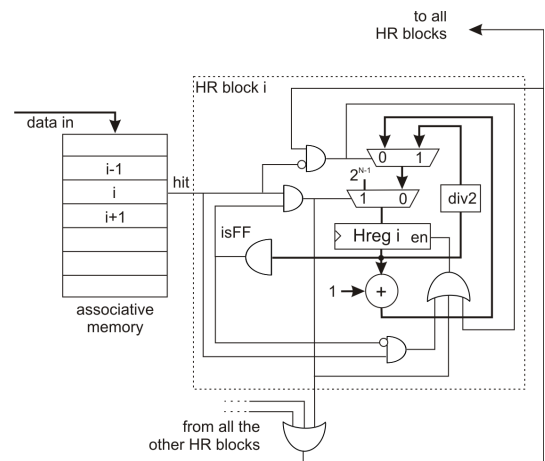 to all
HR blocks
HR block i
data in
0 1
i-1
hit
2^N-1
i
1 0
div2
i+1
isFF
Hreg i en
1
+
associative
memory
from all the
other HR blocks